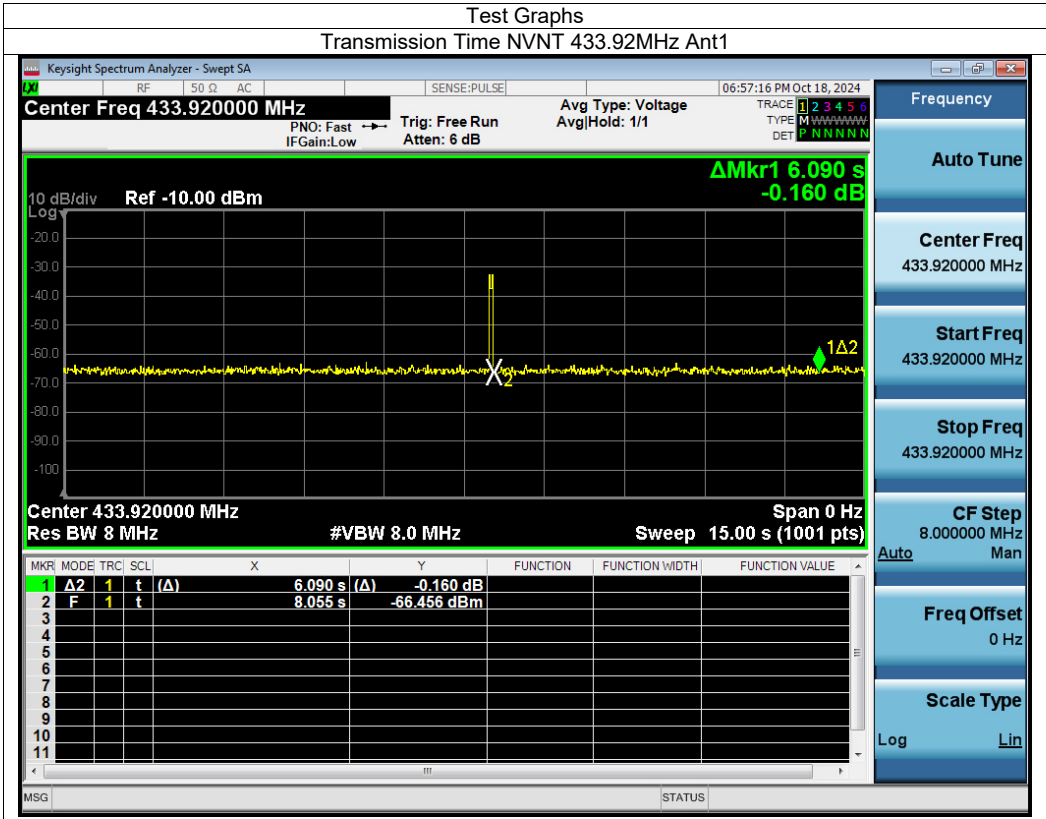 Test Graphs
Transmission Time NVNT 433.92MHz Ant1
Keysight Spectrum Analyzer - Swept SA
LXI RF 50 Ω AC SENSE:PULSE 06:57:16 PM Oct 18, 2024
Center Freq 433.920000 MHz
PNO: Fast
IFGain:Low
Trig: Free Run
Atten: 6 dB
Avg Type: Voltage
Avg|Hold: 1/1
TRACE 1 2 3 4 5 6
TYPE M WWWWW
DET P N N N N N
ΔMkr1 6.090 s
-0.160 dB
10 dB/div Ref -10.00 dBm
Log
-20.0
-30.0
-40.0
-50.0
-60.0
-70.0
-80.0
-90.0
-100
1Δ2
X2
Center 433.920000 MHz Span 0 Hz
Res BW 8 MHz #VBW 8.0 MHz Sweep 15.00 s (1001 pts)
MKR MODE TRC SCL X Y FUNCTION FUNCTION WIDTH FUNCTION VALUE
1 Δ2 1 t (Δ) 6.090 s (Δ) -0.160 dB
2 F 1 t 8.055 s -66.456 dBm
3
4
5
6
7
8
9
10
11
MSG STATUS
Frequency
Auto Tune
Center Freq
433.920000 MHz
Start Freq
433.920000 MHz
Stop Freq
433.920000 MHz
CF Step
8.000000 MHz
Auto Man
Freq Offset
0 Hz
Scale Type
Log Lin